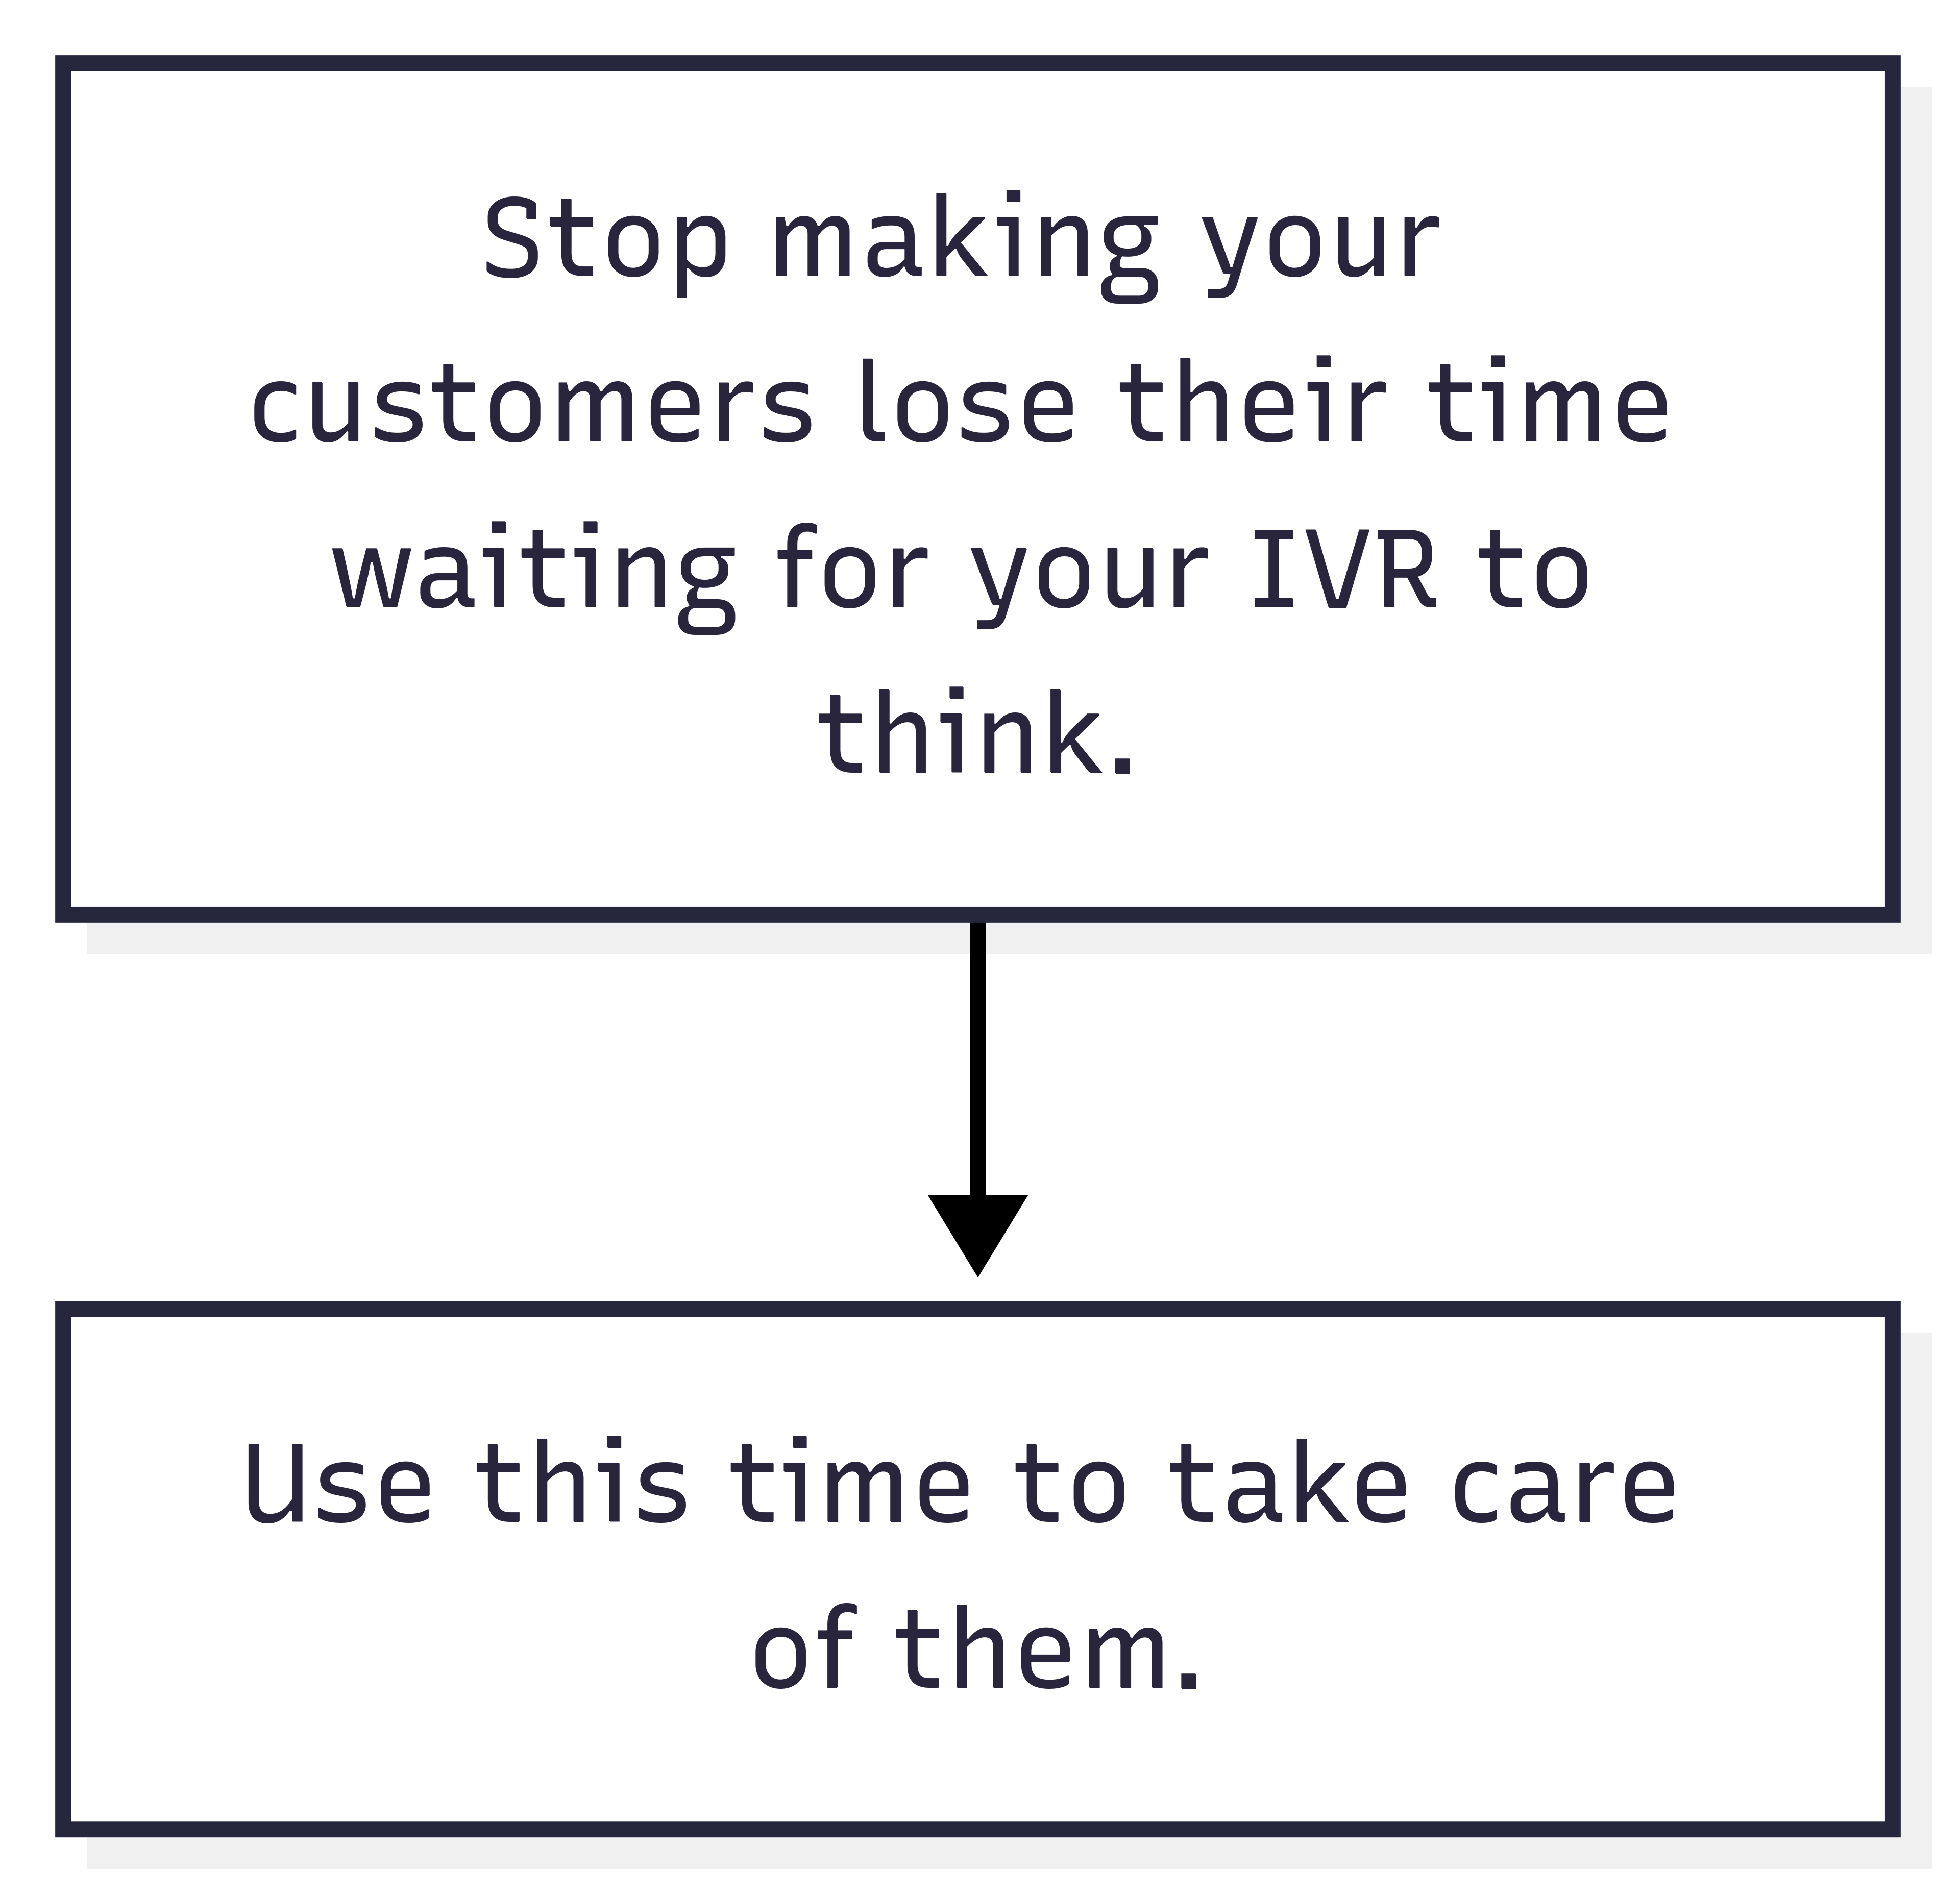 Stop making your
customers lose their time
waiting for your IVR to
think.
Use this time to take care
of them.